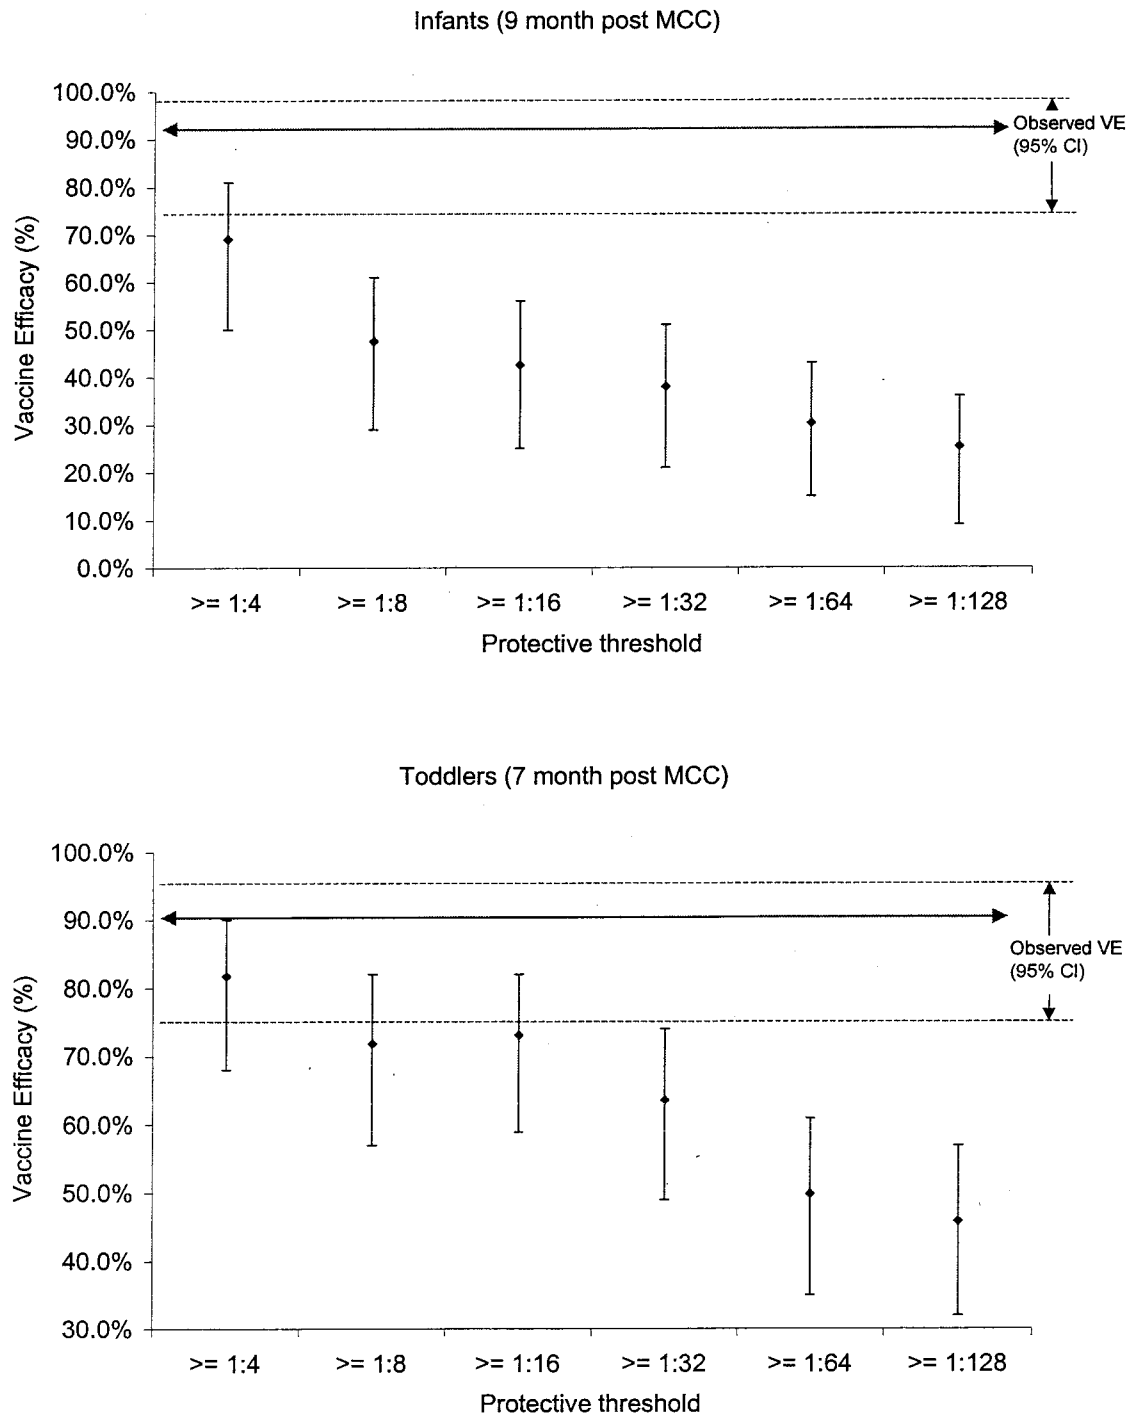 Infants (9 month post MCC)
100.0%
90.0%
80.0%
70.0%
60.0%
50.0%
40.0%
30.0%
20.0%
10.0%
0.0%
Vaccine Efficacy (%)
Observed VE
(95% CI)
>= 1:4 >= 1:8 >= 1:16 >= 1:32 >= 1:64 >= 1:128
Protective threshold
Toddlers (7 month post MCC)
100.0%
90.0%
80.0%
70.0%
60.0%
50.0%
40.0%
30.0%
Vaccine Efficacy (%)
Observed VE
(95% CI)
>= 1:4 >= 1:8 >= 1:16 >= 1:32 >= 1:64 >= 1:128
Protective threshold